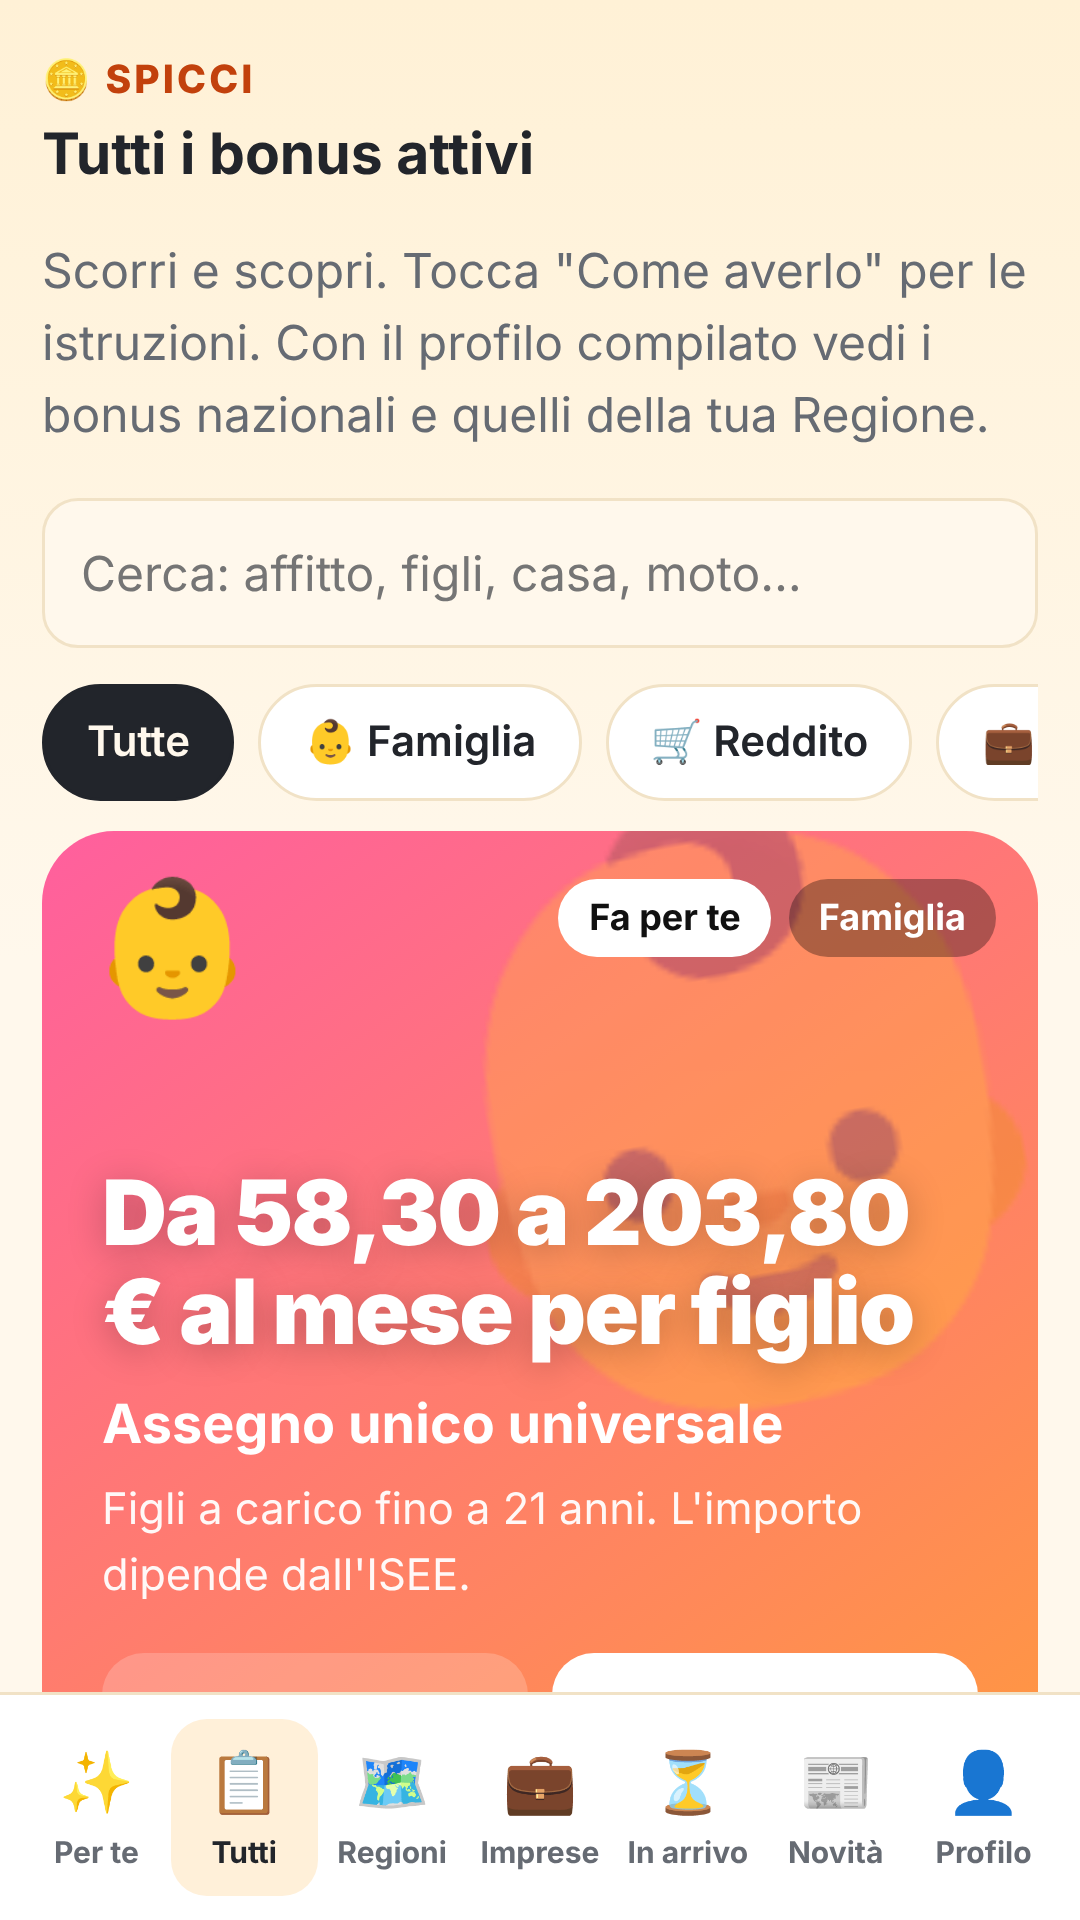 SPICCI
Tutti i bonus attivi
Scorri e scopri. Tocca "Come averlo" per le
istruzioni. Con il profilo compilato vedi i
bonus nazionali e quelli della tua Regione.
Cerca: affitto, figli, casa, moto...
Tutte
Famiglia
Reddito
Fa per te
Famiglia
Da 58,30 a 203,80
€ al mese per figlio
Assegno unico universale
Figli a carico fino a 21 anni. L'importo
dipende dall'ISEE.
Per te
Tutti
Regioni
Imprese
In arrivo
Novità
Profilo